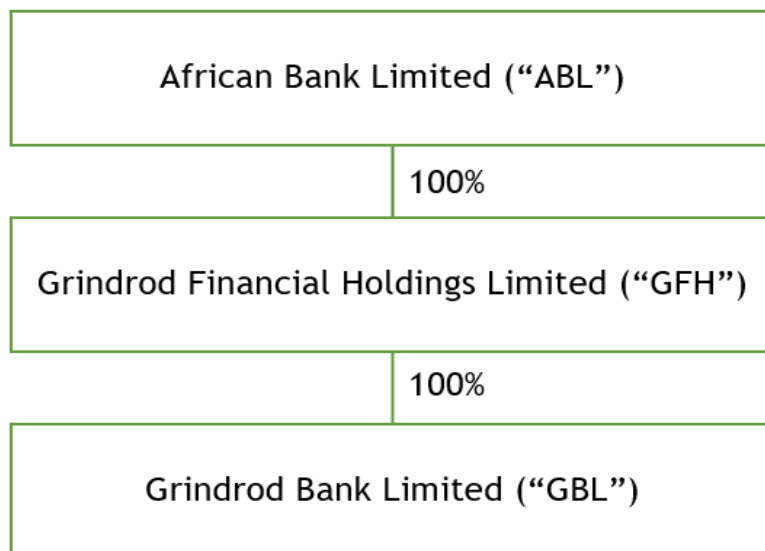 African Bank Limited (“ABL”)
100%
Grindrod Financial Holdings Limited (“GFH”)
100%
Grindrod Bank Limited (“GBL”)